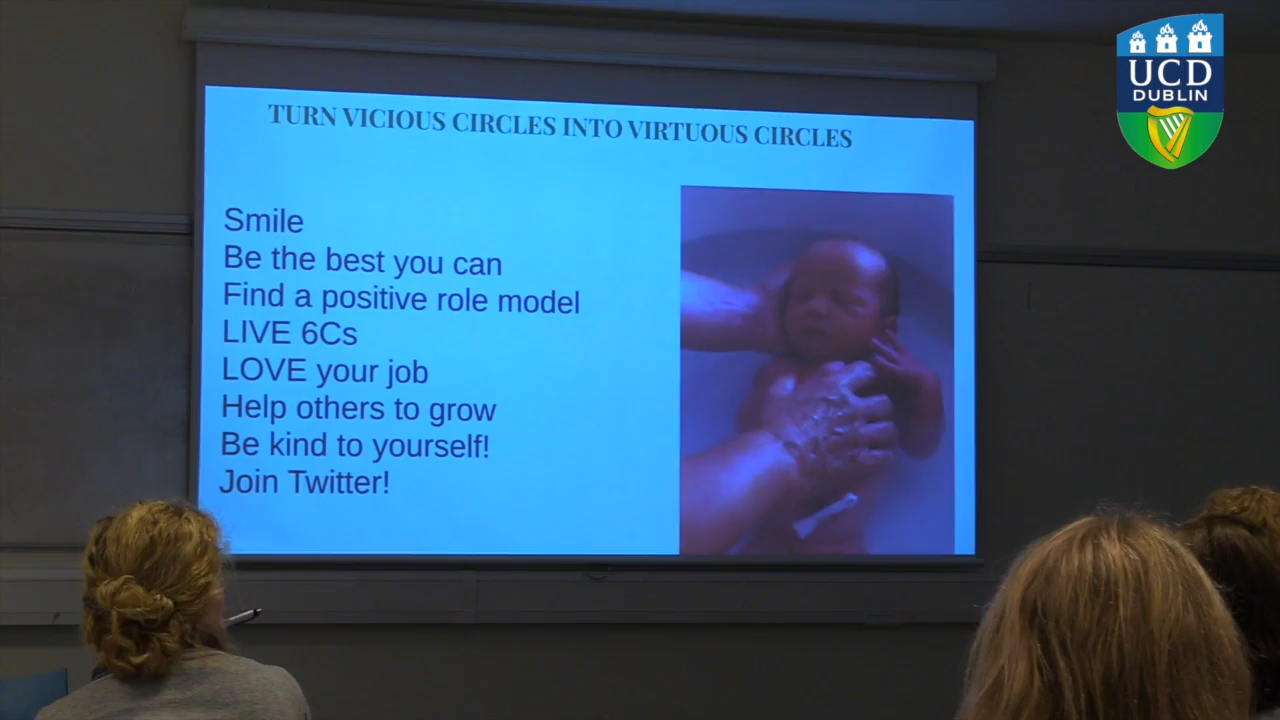 TURN VICIOUS CIRCLES INTO VIRTUOUS CIRCLES
Smile
Be the best you can
Find a positive role model
LIVE 6Cs
LOVE your job
Help others to grow
Be kind to yourself!
Join Twitter!
UCD
DUBLIN